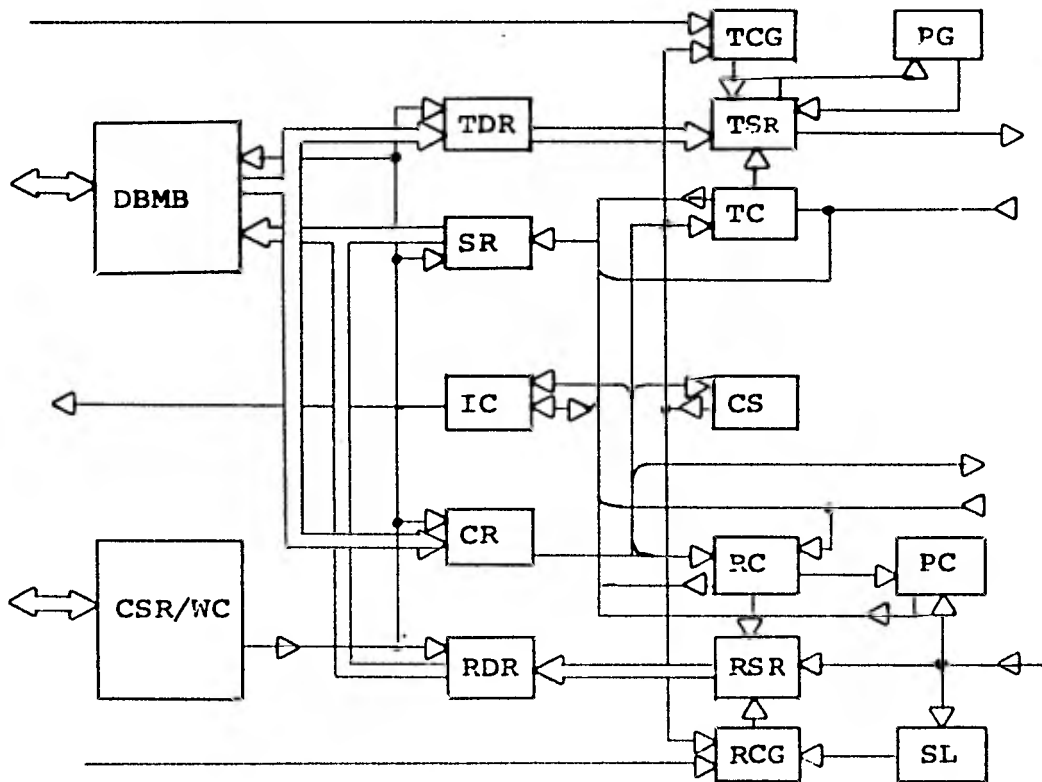 TCG PG
TDR TSR
DBMB
SR TC
IC CS
CR RC PC
CSR/WC
RDR RSR
RCG SL